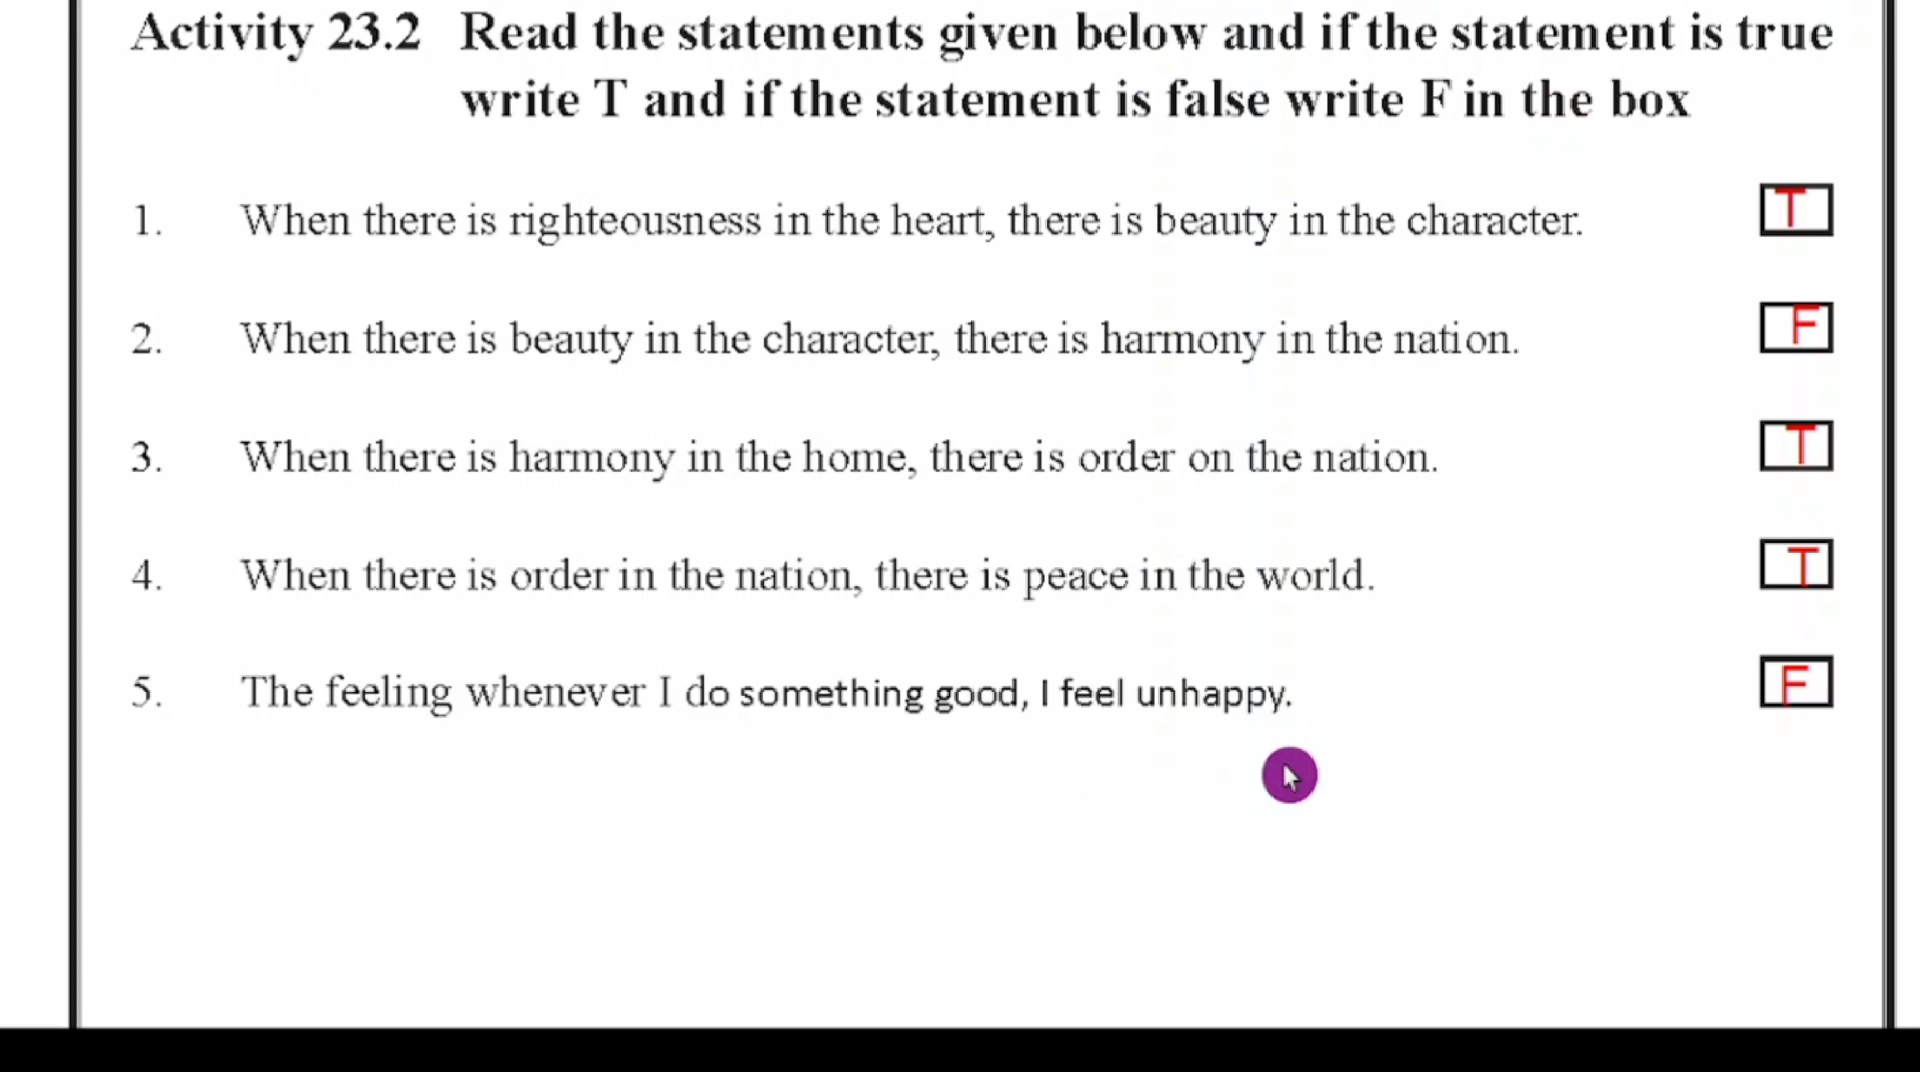 Activity 23.2 Read the statements given below and if the statement is true
write T and if the statement is false write F in the box
1. When there is righteousness in the heart, there is beauty in the character. T
2. When there is beauty in the character, there is harmony in the nation. F
3. When there is harmony in the home, there is order on the nation. T
4. When there is order in the nation, there is peace in the world. T
5. The feeling whenever I do something good, I feel unhappy. F